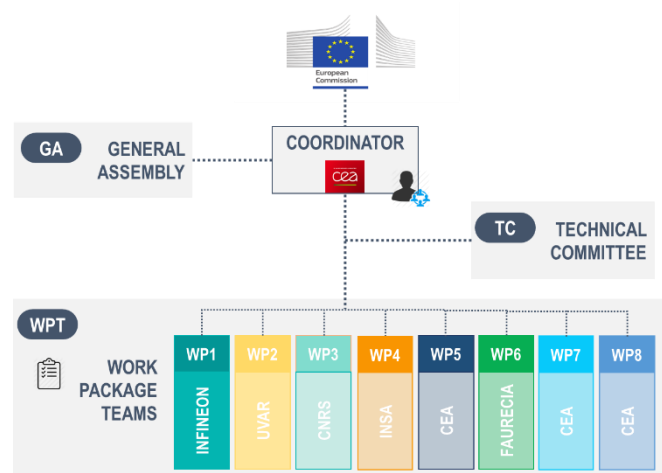 European
Commission
COORDINATOR
cea
GA
GENERAL
ASSEMBLY
TC
TECHNICAL
COMMITTEE
WPT
WORK
PACKAGE
TEAMS
WP1
WP2
WP3
WP4
WP5
WP6
WP7
WP8
INFINEON
UVAR
CNRS
INSA
CEA
FAURECIA
CEA
CEA